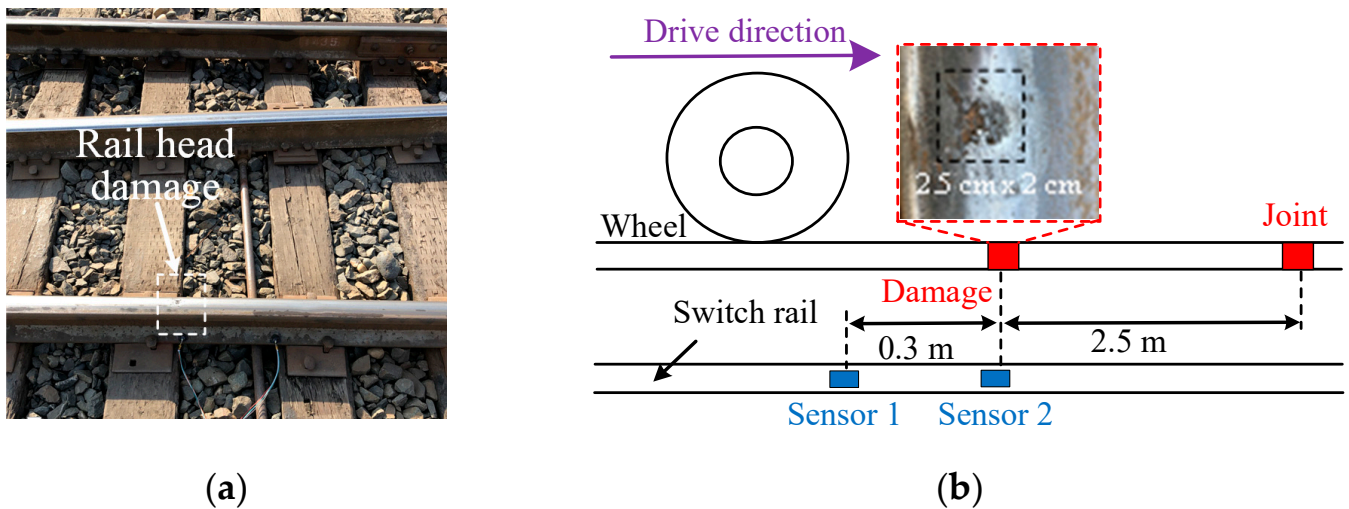 Rail head
damage
(a)
Drive direction
2.5 cm x 2 cm
Wheel
Joint
Damage
Switch rail
0.3 m
2.5 m
Sensor 1
Sensor 2
(b)